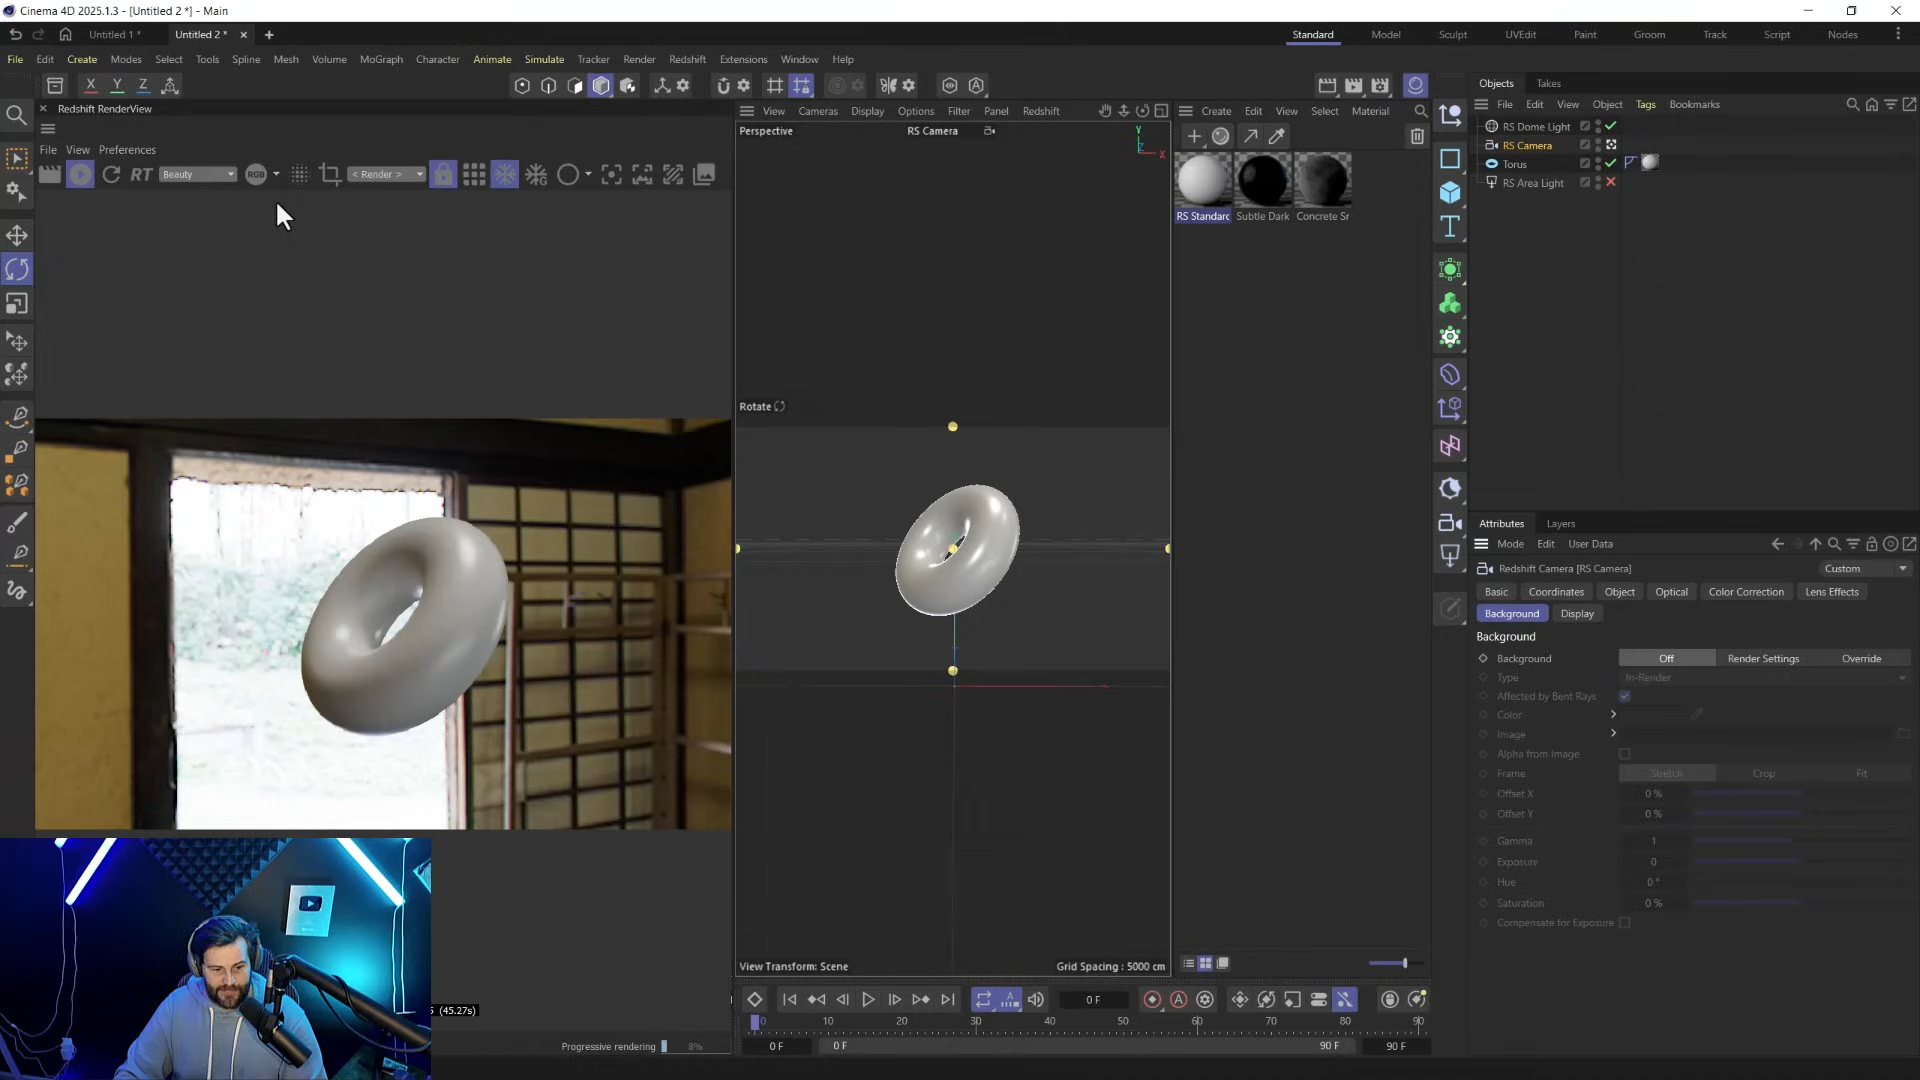 Cinema 4D 2025.1.3 - [Untitled 2 *] - Main
Untitled 1 *
Untitled 2 *
Standard Model Sculpt UVEdit Paint Groom Track Script Nodes
File Edit Create Modes Select Tools Spline Mesh Volume MoGraph Character Animate Simulate Tracker Render Redshift Extensions Window Help
X Y Z
Redshift RenderView
File View Preferences
RT Beauty RGB < Render >
View Cameras Display Options Filter Panel Redshift
Perspective RS Camera
Y
X
Rotate
View Transform: Scene
Grid Spacing : 5000 cm
Create Edit View Select Material
RS Standarc Subtle Dark Concrete Sr
Objects Takes
File Edit View Object Tags Bookmarks
RS Dome Light
RS Camera
Torus
RS Area Light
Attributes Layers
Mode Edit User Data
Redshift Camera [RS Camera]
Custom
Basic Coordinates Object Optical Color Correction Lens Effects
Background Display
Background
Background Off Render Settings Override
Type In-Render
Affected by Bent Rays
Color
Image
Alpha from Image
Frame Stretch Crop Fit
Offset X 0 %
Offset Y 0 %
Gamma 1
Exposure 0
Hue 0 °
Saturation 0 %
Compensate for Exposure
(45.27s)
Progressive rendering 8%
0 F
0 10 20 30 40 50 60 70 80 90
0 F 0 F 90 F 90 F